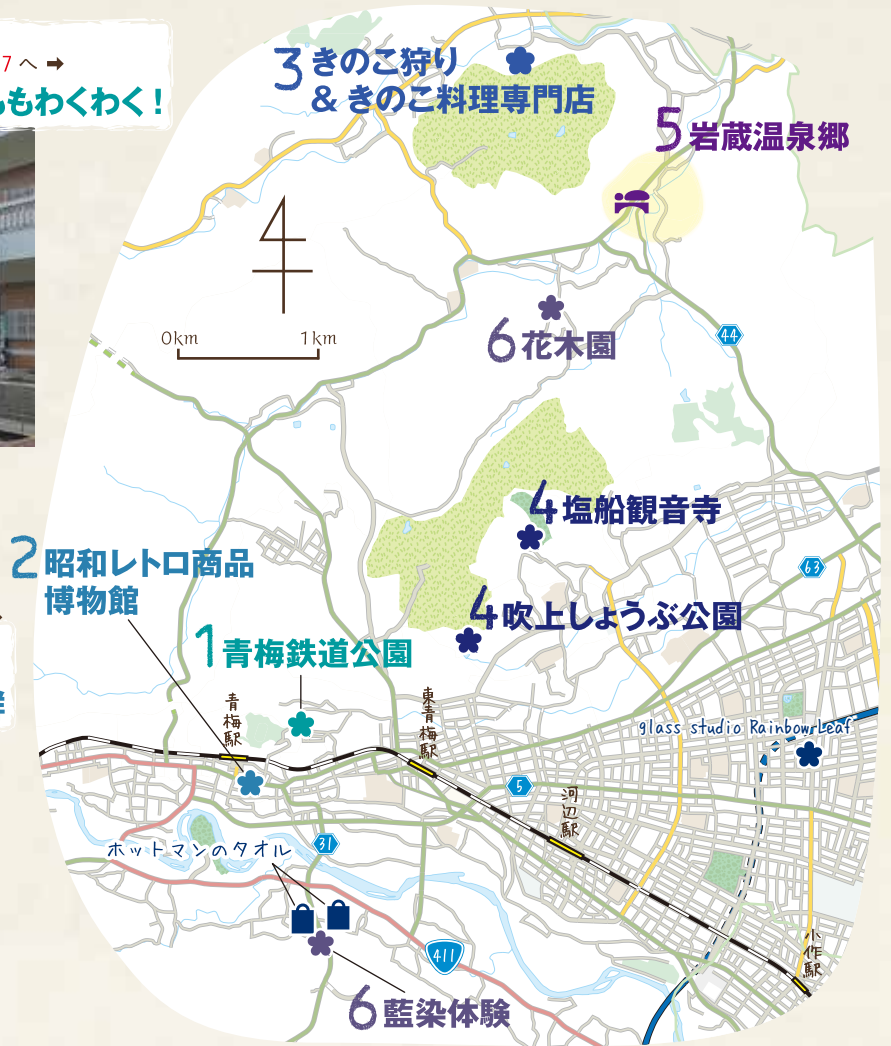 7 へ ➡
もわくわく！
3 きのこ狩り
& きのこ料理専門店
5 岩蔵温泉郷
0km 1km
6 花木園
44
4 塩船観音寺
2 昭和レトロ商品
博物館
63
4 吹上しょうぶ公園
1 青梅鉄道公園
青梅駅
東青梅駅
glass studio Rainbow Leaf
5
河辺駅
31
ホットマンのタオル
411
小作駅
6 藍染体験